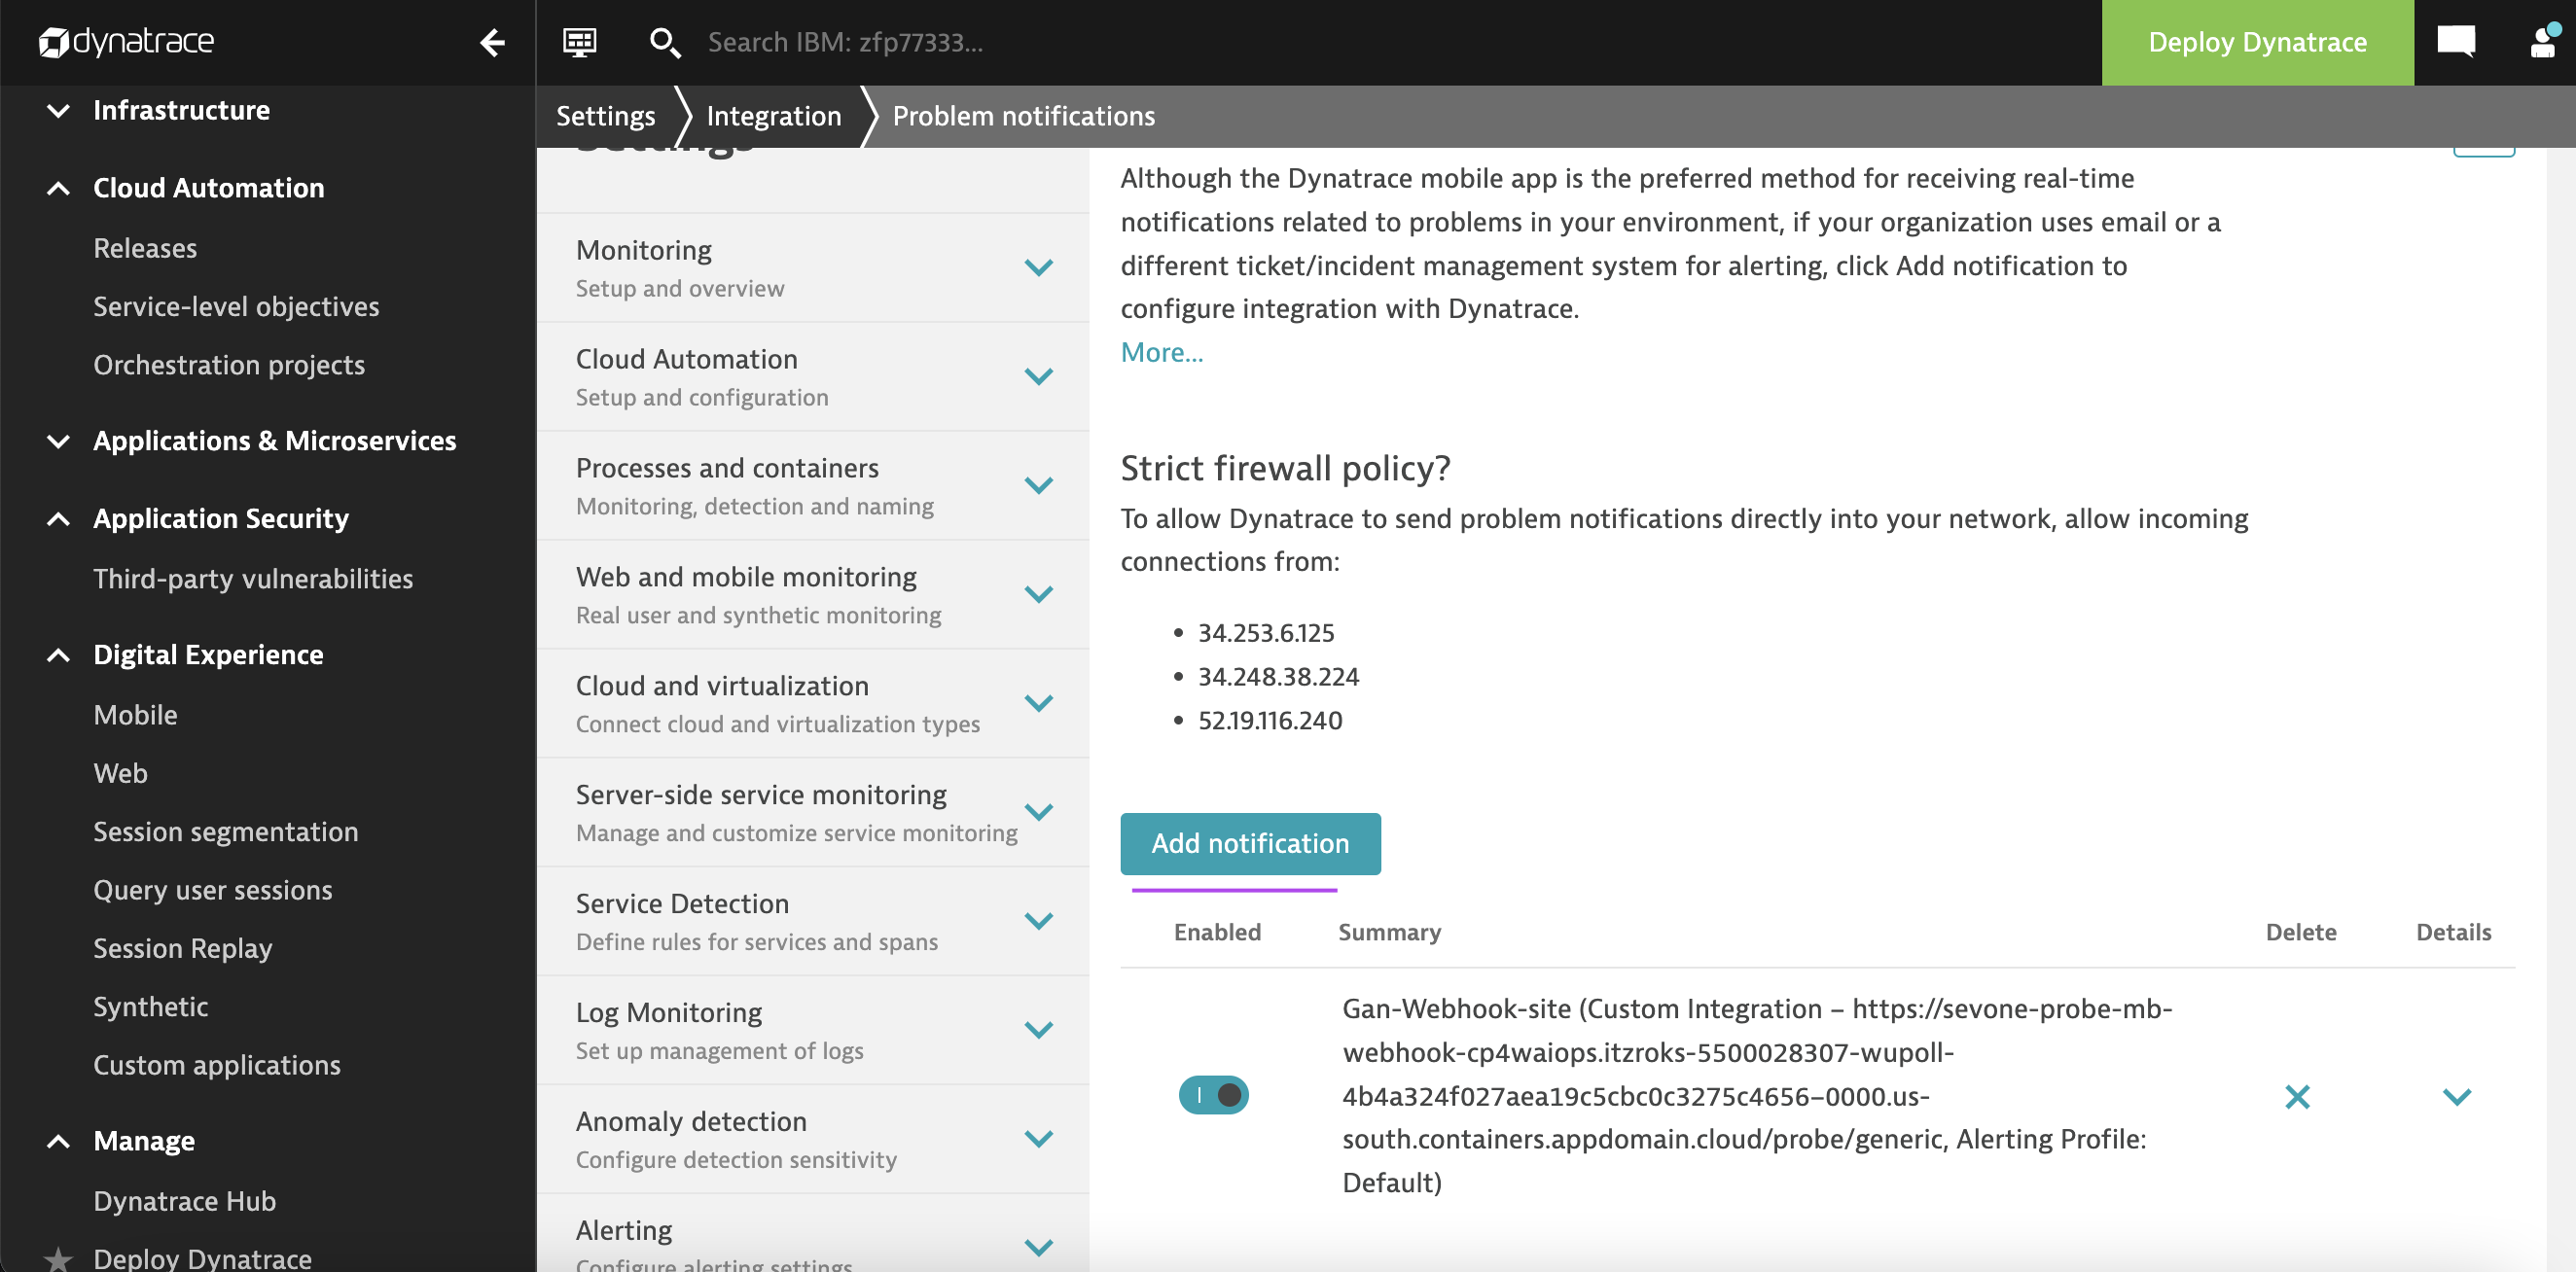 dynatrace
Search IBM: zfp77333...
Deploy Dynatrace
Infrastructure
Cloud Automation
Releases
Service-level objectives
Orchestration projects
Applications & Microservices
Application Security
Third-party vulnerabilities
Digital Experience
Mobile
Web
Session segmentation
Query user sessions
Session Replay
Synthetic
Custom applications
Manage
Dynatrace Hub
Deploy Dynatrace
Settings
Integration
Problem notifications
Settings
Monitoring
Setup and overview
Cloud Automation
Setup and configuration
Processes and containers
Monitoring, detection and naming
Web and mobile monitoring
Real user and synthetic monitoring
Cloud and virtualization
Connect cloud and virtualization types
Server-side service monitoring
Manage and customize service monitoring
Service Detection
Define rules for services and spans
Log Monitoring
Set up management of logs
Anomaly detection
Configure detection sensitivity
Alerting
Configure alerting settings
Although the Dynatrace mobile app is the preferred method for receiving real-time
notifications related to problems in your environment, if your organization uses email or a
different ticket/incident management system for alerting, click Add notification to
configure integration with Dynatrace.
More...
Strict firewall policy?
To allow Dynatrace to send problem notifications directly into your network, allow incoming
connections from:
• 34.253.6.125
• 34.248.38.224
• 52.19.116.240
Add notification
Enabled Summary Delete Details
Gan-Webhook-site (Custom Integration – https://sevone-probe-mb-
webhook-cp4waiops.itzroks-5500028307-wupoll-
4b4a324f027aea19c5cbc0c3275c4656–0000.us-
south.containers.appdomain.cloud/probe/generic, Alerting Profile:
Default)